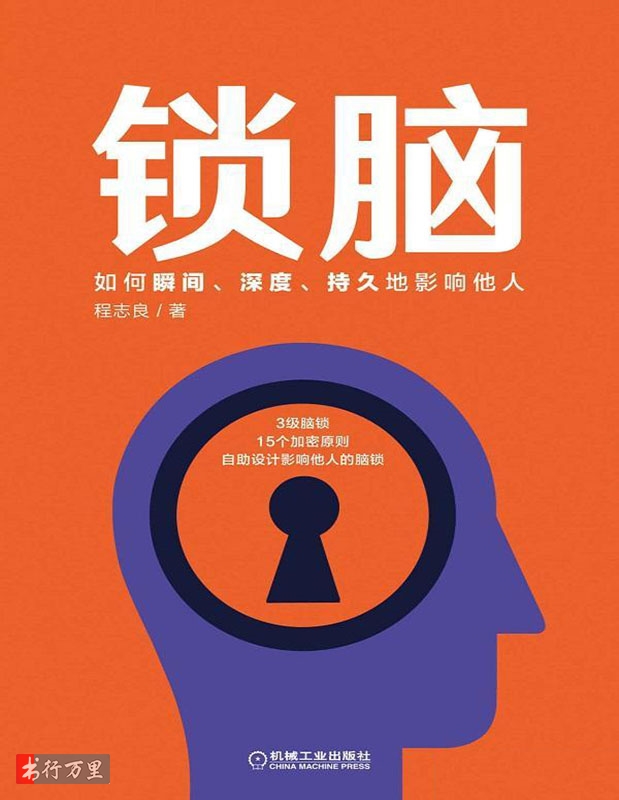 锁脑
如何瞬间、深度、持久地影响他人
程志良 / 著
3级脑锁
15个加密原则
自助设计影响他人的脑锁
机械工业出版社
CHINA MACHINE PRESS
书行万里